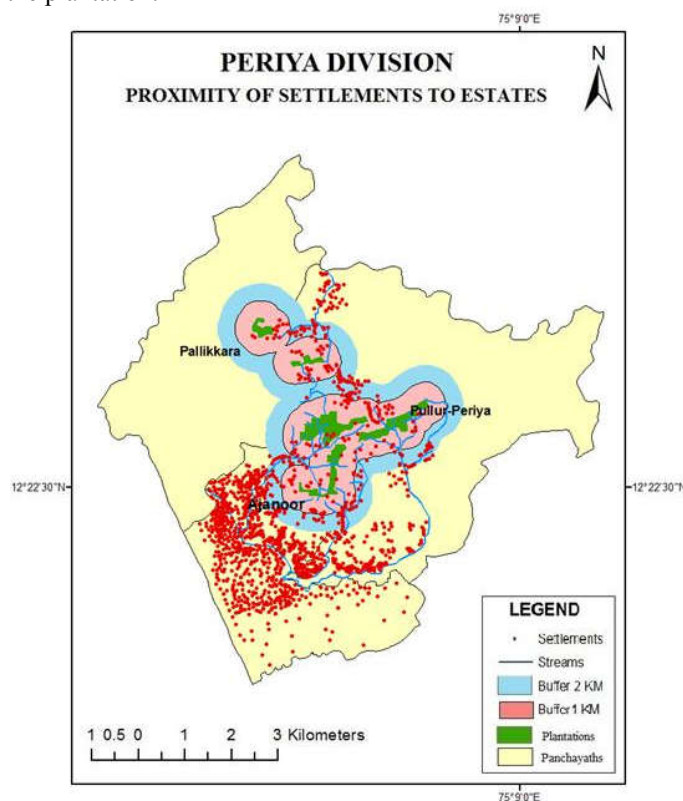 75°9'0"E
PERIYA DIVISION
PROXIMITY OF SETTLEMENTS TO ESTATES
N
Pallikkara
Pullur-Periya
12°22'30"N
12°22'30"N
Ajanoor
LEGEND
Settlements
Streams
Buffer 2 KM
Buffer 1 KM
Plantations
Panchayaths
1 0.5 0 1 2 3 Kilometers
75°9'0"E